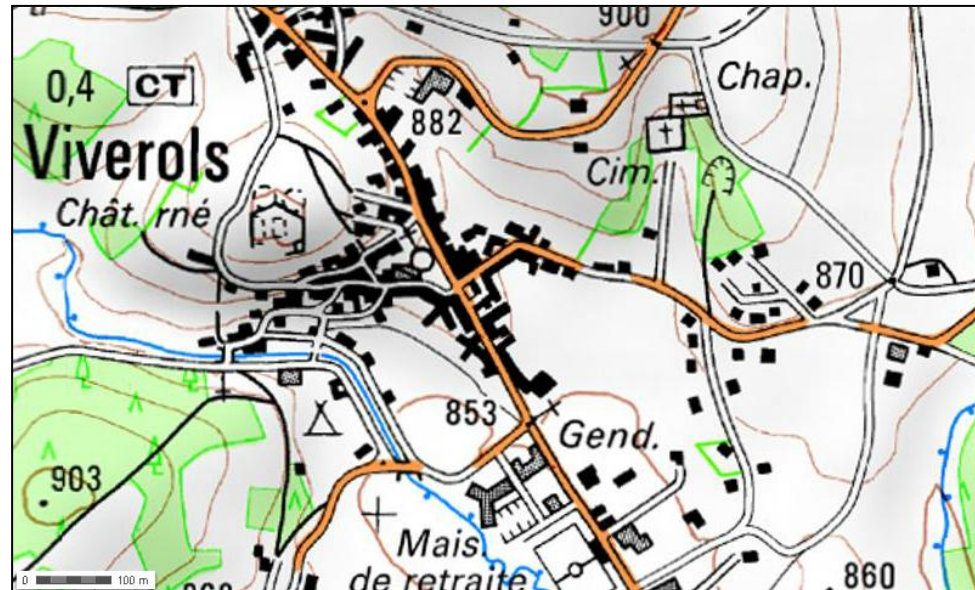 900
0,4 CT
Chap.
882
Viverols
Cim.
Chât. rné
870
853
Gend.
903
Mais.
de retraite
860
0 100 m